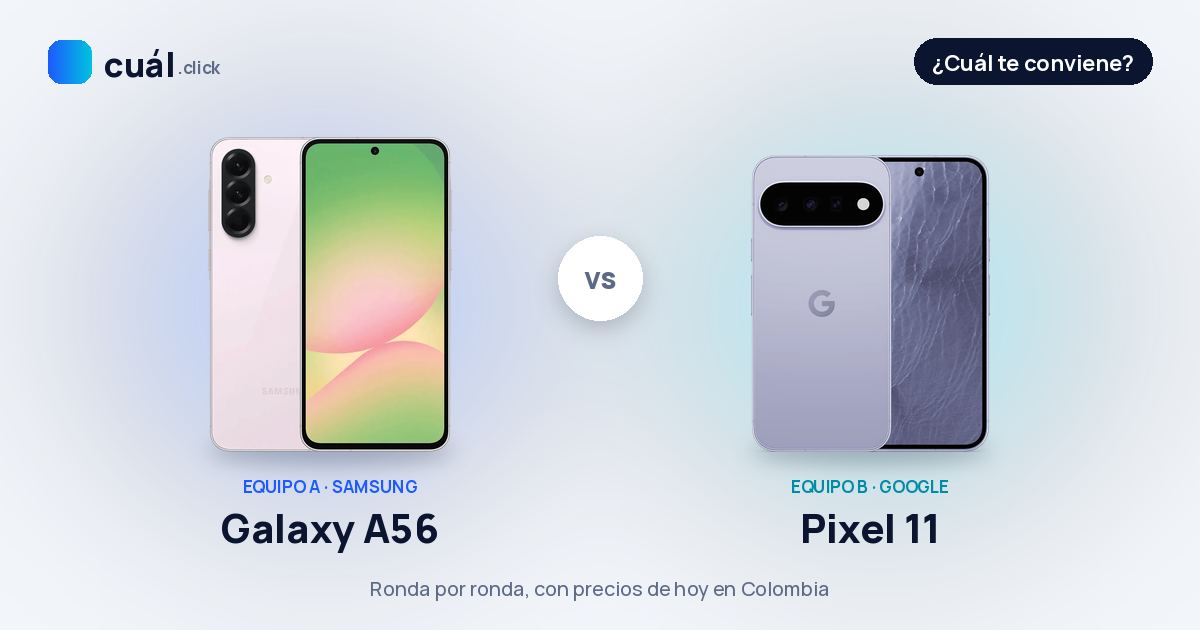 cuál.click
¿Cuál te conviene?
SAMSUN
G
vs
EQUIPO A · SAMSUNG
Galaxy A56
EQUIPO B · GOOGLE
Pixel 11
Ronda por ronda, con precios de hoy en Colombia